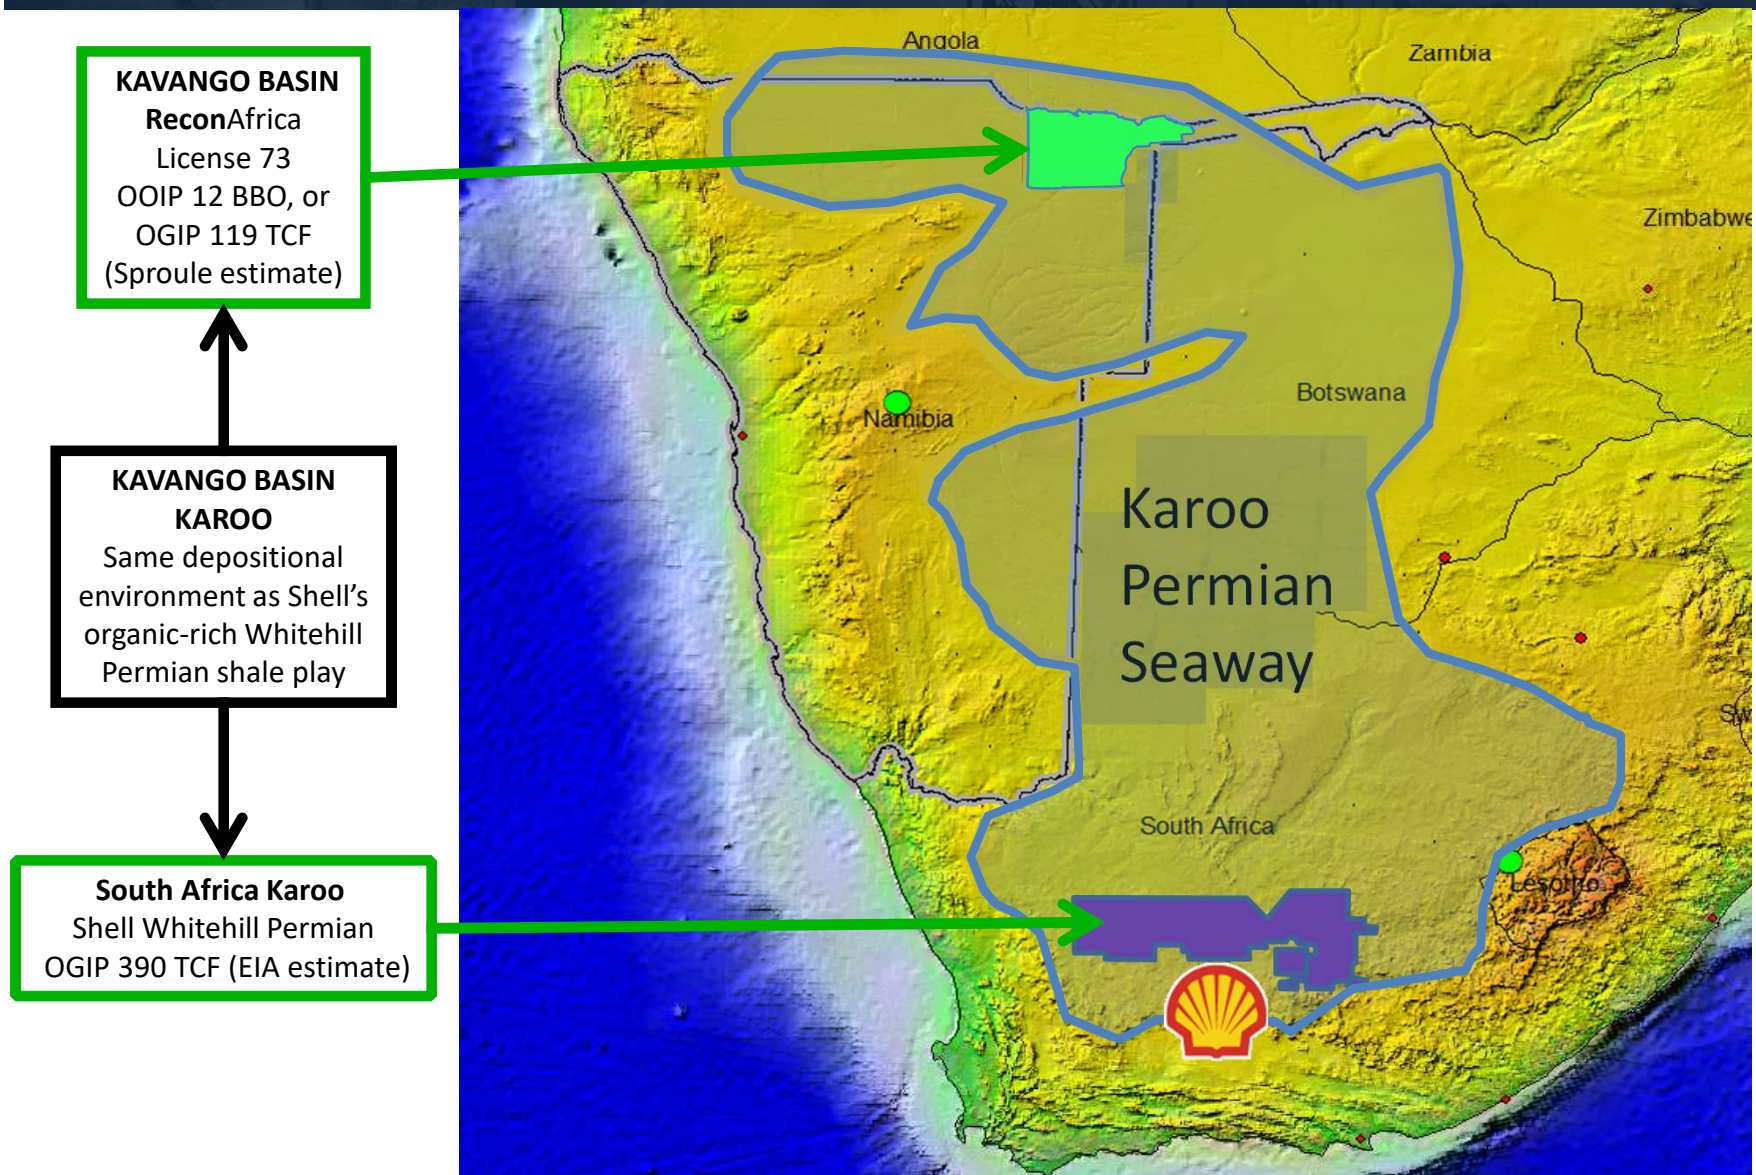 KAVANGO BASIN
ReconAfrica
License 73
OOIP 12 BBO, or
OGIP 119 TCF
(Sproule estimate)
KAVANGO BASIN
KAROO
Same depositional
environment as Shell’s
organic-rich Whitehill
Permian shale play
South Africa Karoo
Shell Whitehill Permian
OGIP 390 TCF (EIA estimate)
Angola
Zambia
Zimbabwe
Namibia
Botswana
Karoo
Permian
Seaway
South Africa
Lesotho
Sw